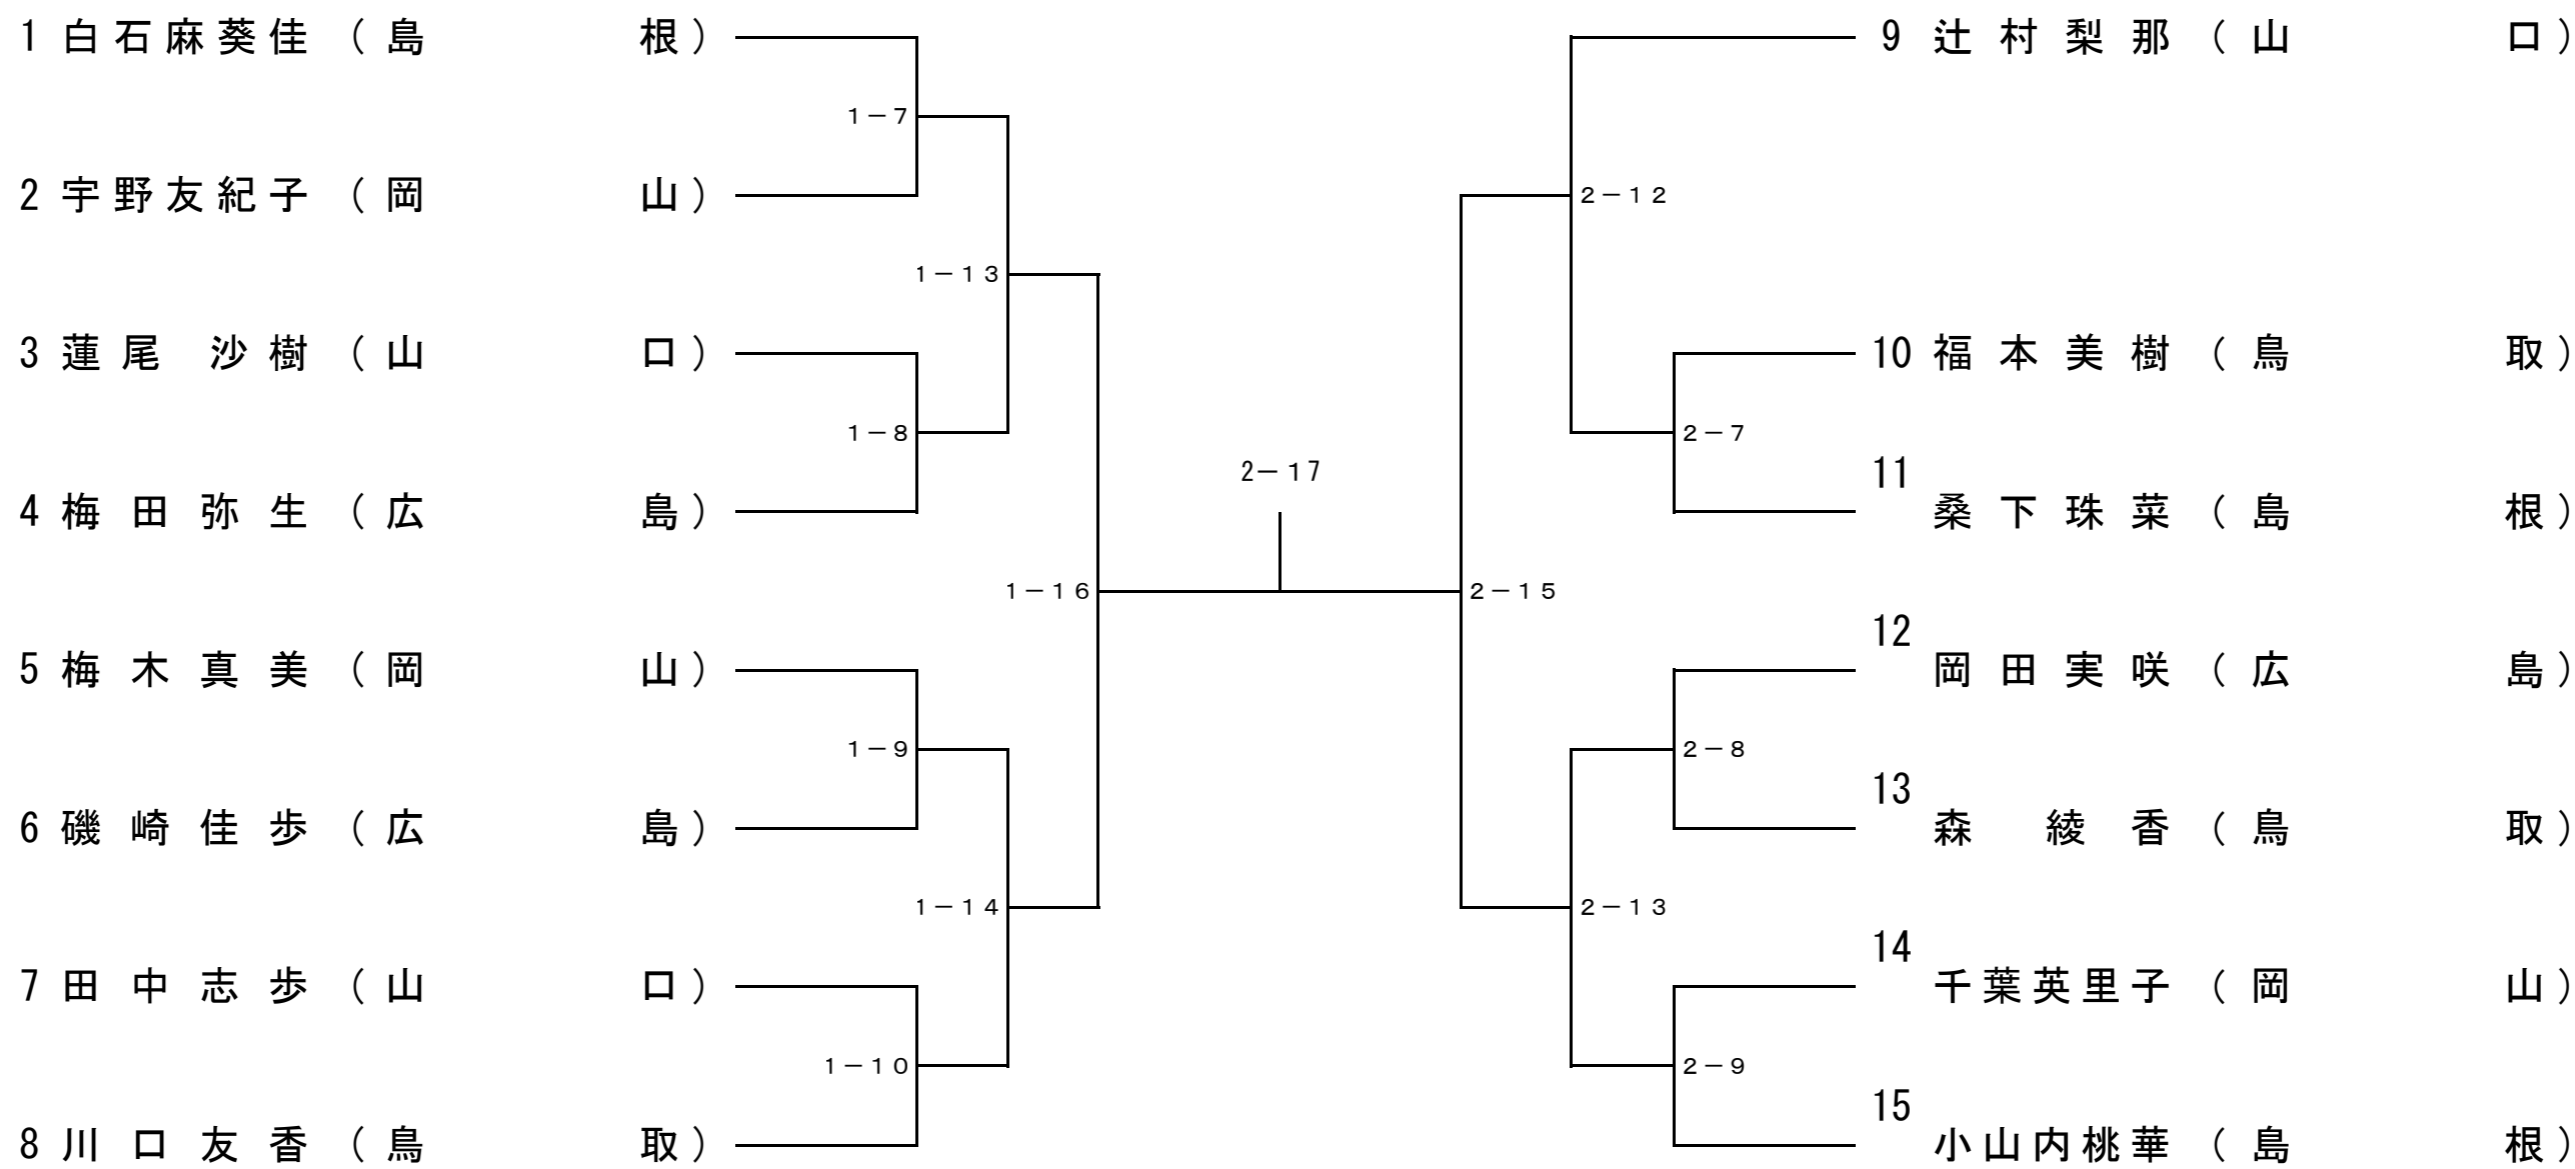 1 白石麻葵佳（島根）
1－7
2 宇野友紀子（岡山）
1－13
3 蓮尾 沙樹（山口）
1－8
4 梅田弥生（広島）
1－16
5 梅木真美（岡山）
1－9
6 磯崎佳歩（広島）
1－14
7 田中志歩（山口）
1－10
8 川口友香（鳥取）
2－17
9 辻村梨那（山口）
2－12
10 福本美樹（鳥取）
2－7
11 桑下珠菜（島根）
2－15
12 岡田実咲（広島）
2－8
13 森 綾香（鳥取）
2－13
14 千葉英里子（岡山）
2－9
15 小山内桃華（島根）